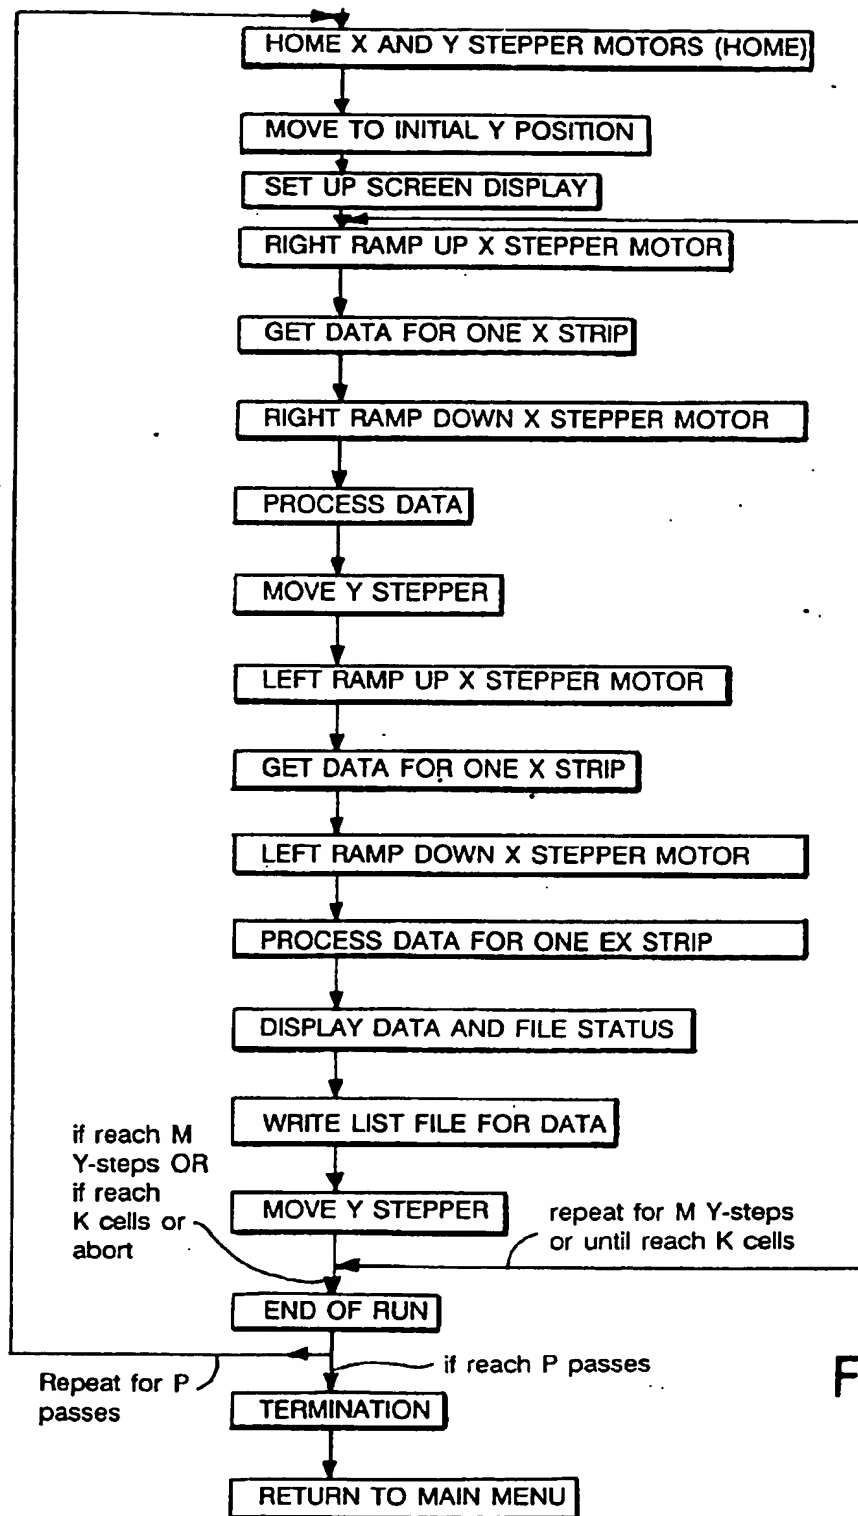 HOME X AND Y STEPPER MOTORS (HOME)
MOVE TO INITIAL Y POSITION
SET UP SCREEN DISPLAY
RIGHT RAMP UP X STEPPER MOTOR
GET DATA FOR ONE X STRIP
RIGHT RAMP DOWN X STEPPER MOTOR
PROCESS DATA
MOVE Y STEPPER
LEFT RAMP UP X STEPPER MOTOR
GET DATA FOR ONE X STRIP
LEFT RAMP DOWN X STEPPER MOTOR
PROCESS DATA FOR ONE EX STRIP
DISPLAY DATA AND FILE STATUS
WRITE LIST FILE FOR DATA
if reach M
Y-steps OR
if reach
K cells or
abort
MOVE Y STEPPER
repeat for M Y-steps
or until reach K cells
END OF RUN
Repeat for P
passes
if reach P passes
F
TERMINATION
RETURN TO MAIN MENU